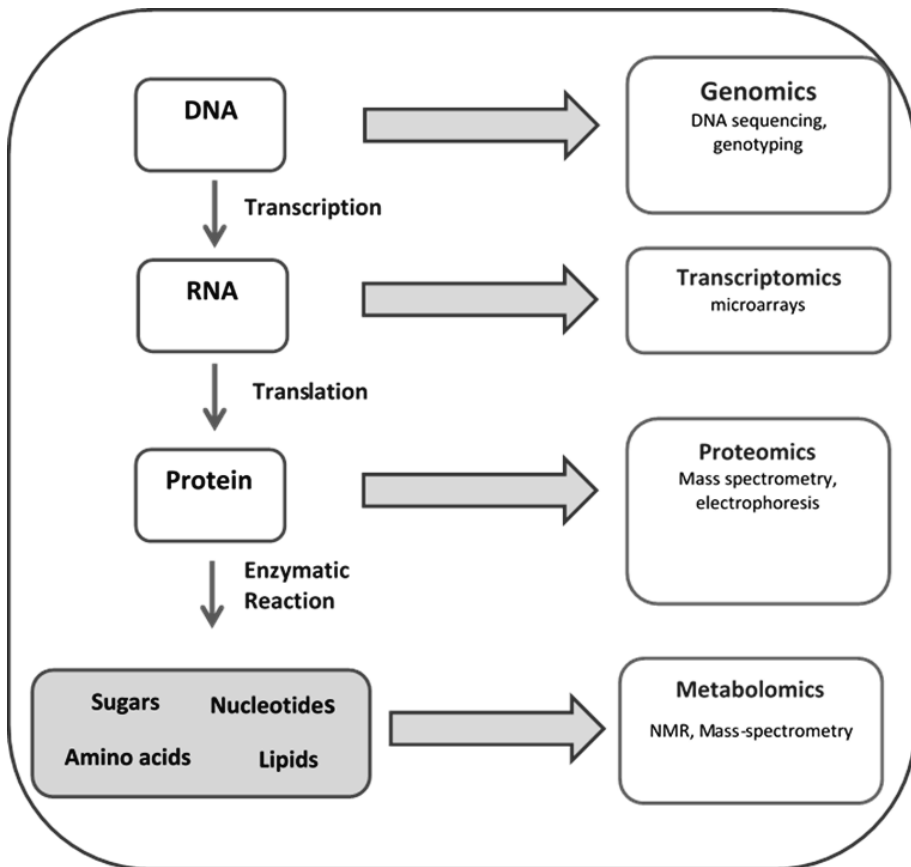 DNA
Genomics
DNA sequencing,
genotyping
Transcription
RNA
Transcriptomics
microarrays
Translation
Protein
Proteomics
Mass spectrometry,
electrophoresis
Enzymatic
Reaction
Sugars Nucleotides
Amino acids Lipids
Metabolomics
NMR, Mass-spectrometry